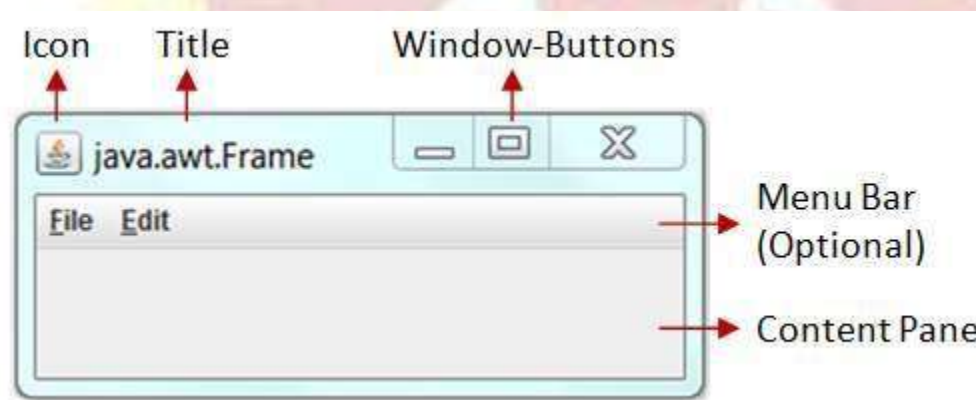 Icon Title Window-Buttons
java.awt.Frame
File Edit
Menu Bar
(Optional)
Content Pane